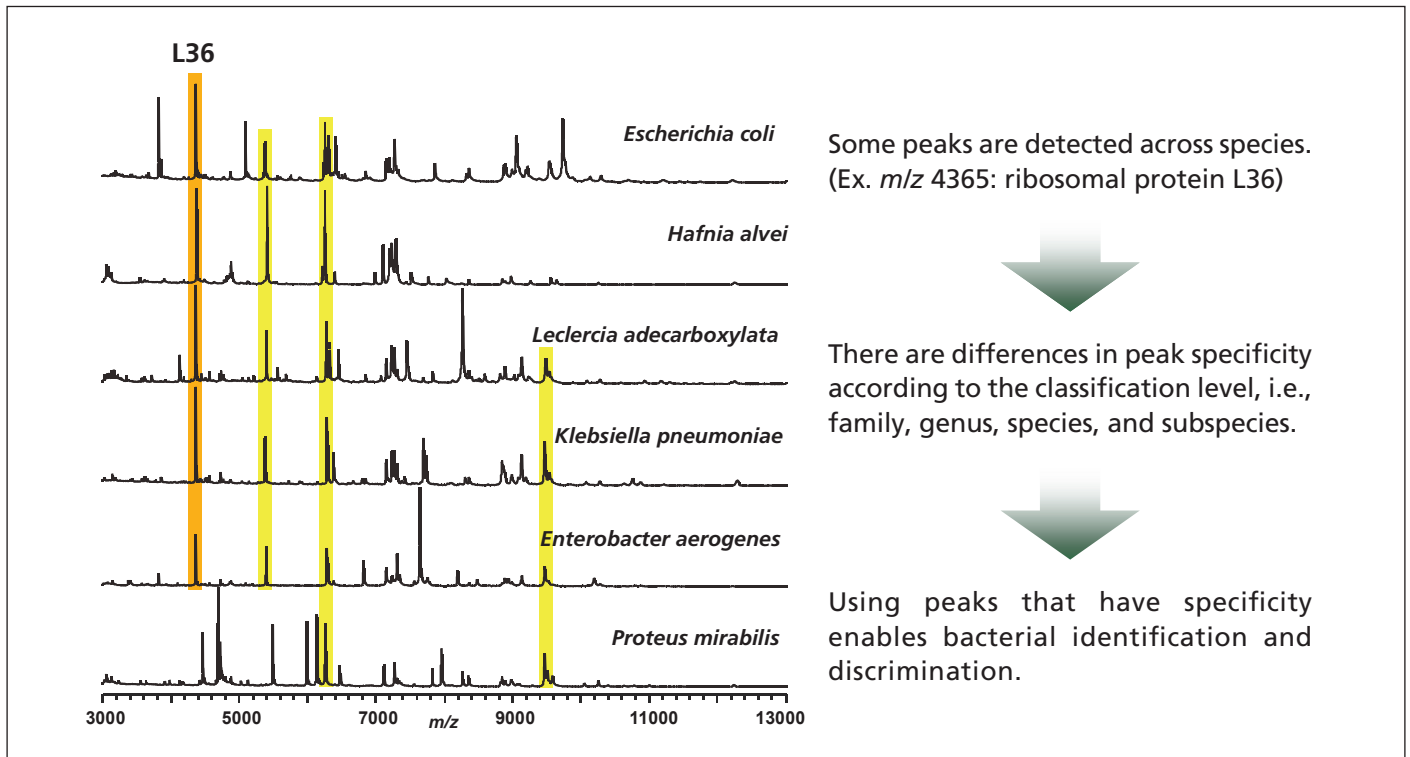 L36
Escherichia coli
Hafnia alvei
Leclercia adecarboxylata
Klebsiella pneumoniae
Enterobacter aerogenes
Proteus mirabilis
3000 5000 7000 m/z 9000 11000 13000
Some peaks are detected across species.
(Ex. m/z 4365: ribosomal protein L36)
There are differences in peak specificity
according to the classification level, i.e.,
family, genus, species, and subspecies.
Using peaks that have specificity
enables bacterial identification and
discrimination.